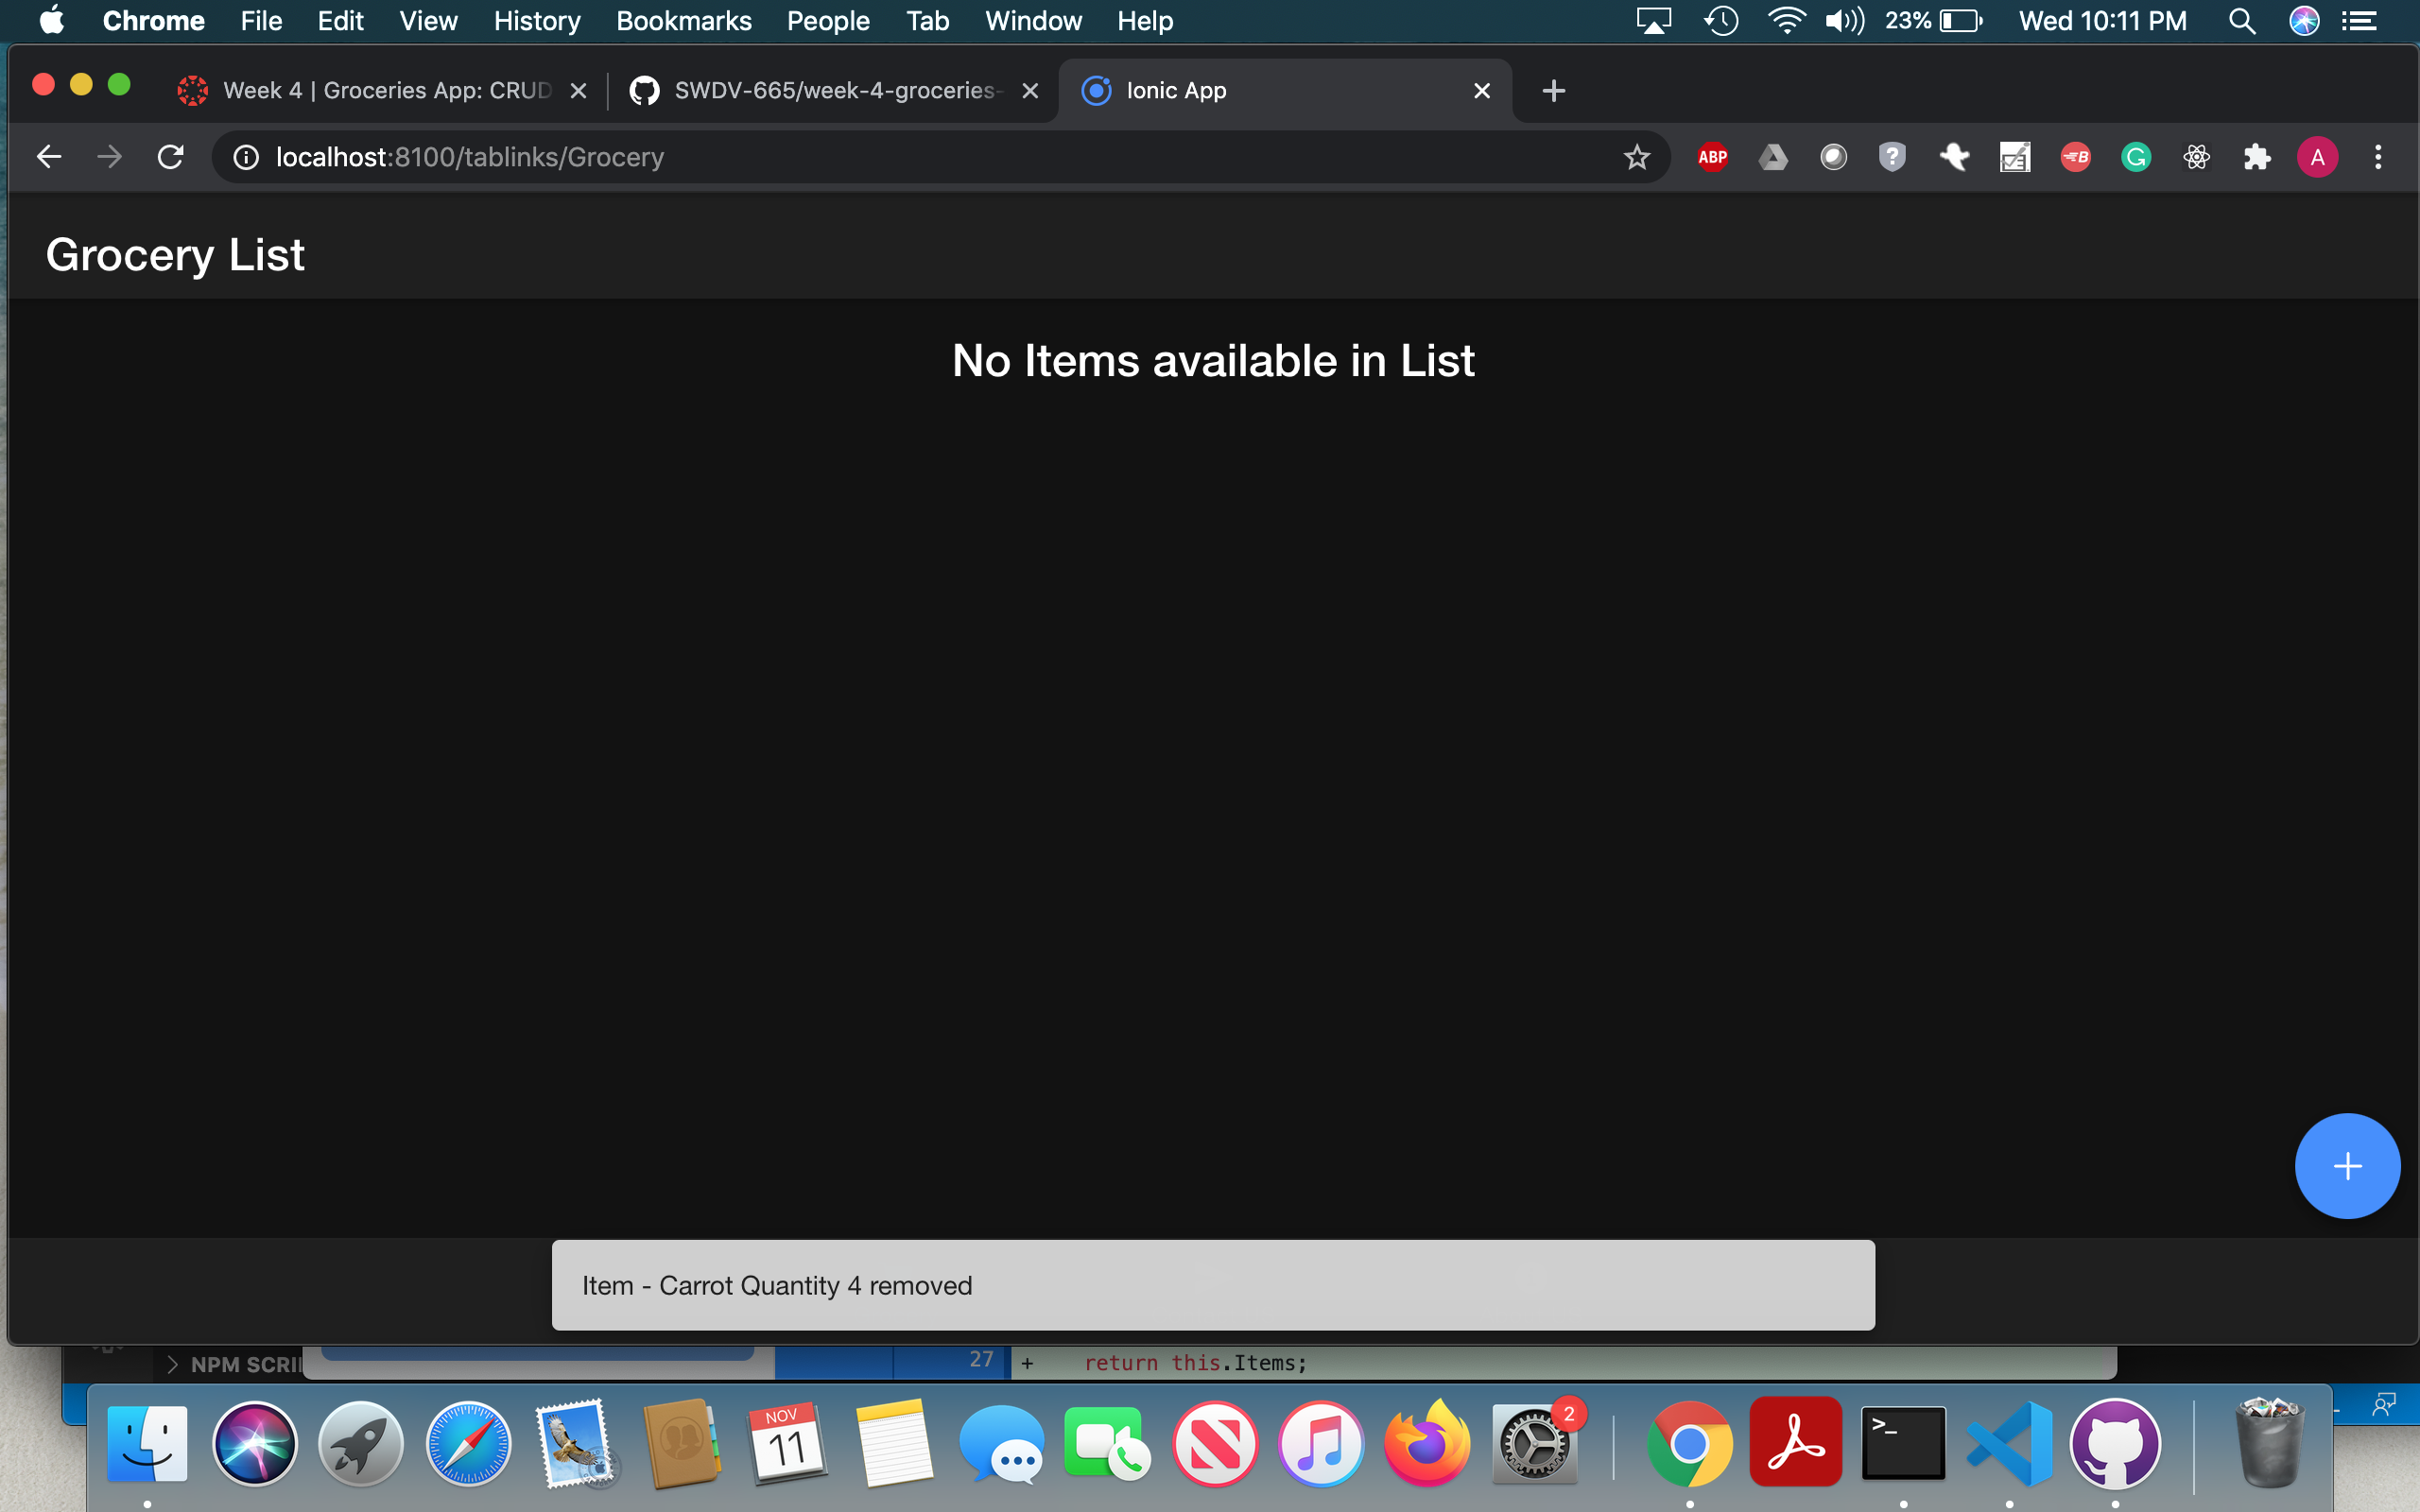 Chrome File Edit View History Bookmarks People Tab Window Help 23% Wed 10:11 PM
Week 4 | Groceries App: CRUD SWDV-665/week-4-groceries- Ionic App
localhost:8100/tablinks/Grocery ABP A
Grocery List
No Items available in List
Item - Carrot Quantity 4 removed
NPM SCRI 27 + return this.Items;
NOV 2
11